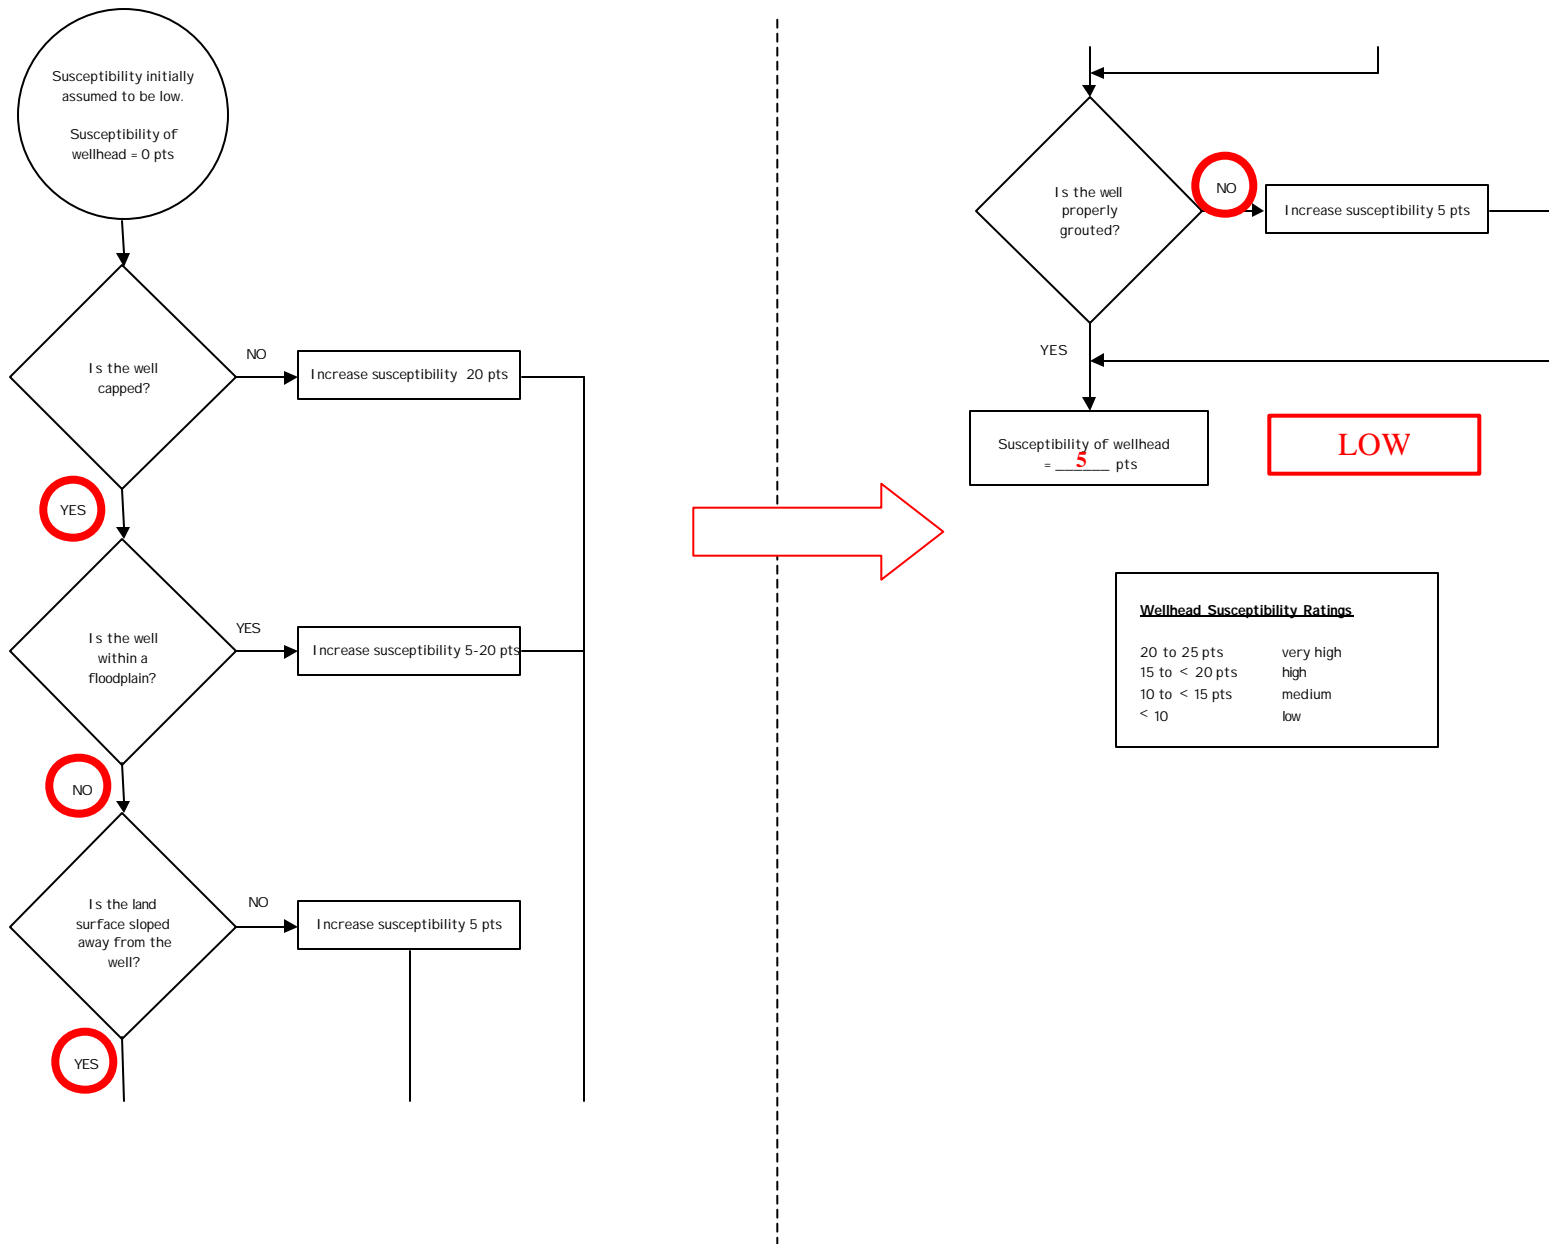 Susceptibility initially
assumed to be low.
Susceptibility of
wellhead = 0 pts
Is the well
capped?
NO
Increase susceptibility 20 pts
YES
Is the well
within a
floodplain?
YES
Increase susceptibility 5-20 pts
NO
Is the land
surface sloped
away from the
well?
NO
Increase susceptibility 5 pts
YES
Is the well
properly
grouted?
NO
Increase susceptibility 5 pts
YES
Susceptibility of wellhead
= ___5___ pts
LOW
Wellhead Susceptibility Ratings
20 to 25 pts very high
15 to < 20 pts high
10 to < 15 pts medium
< 10 low